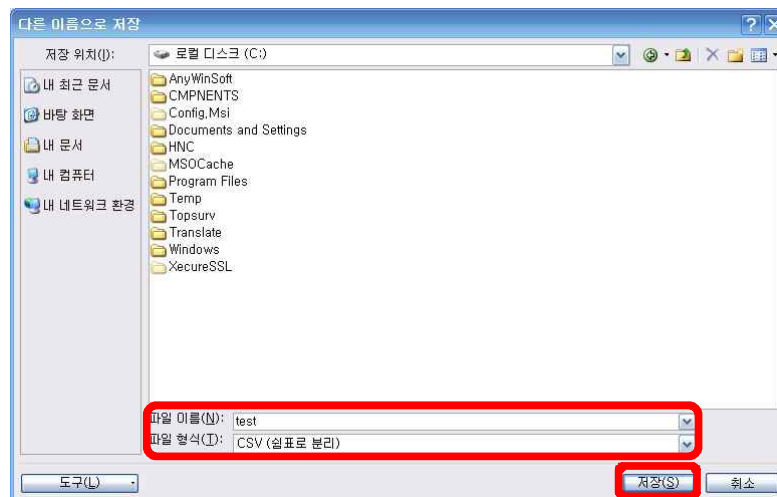 다른 이름으로 저장
저장 위치(I): 로컬 디스크 (C:)
내 최근 문서
바탕 화면
내 문서
내 컴퓨터
내 네트워크 환경
AnyWinSoft
CMPNENTS
Config,Msi
Documents and Settings
HNC
MSOCache
Program Files
Temp
Topsurv
Translate
Windows
XecureSSL
파일 이름(N): test
파일 형식(T): CSV (쉼표로 분리)
도구(L) 저장(S) 취소